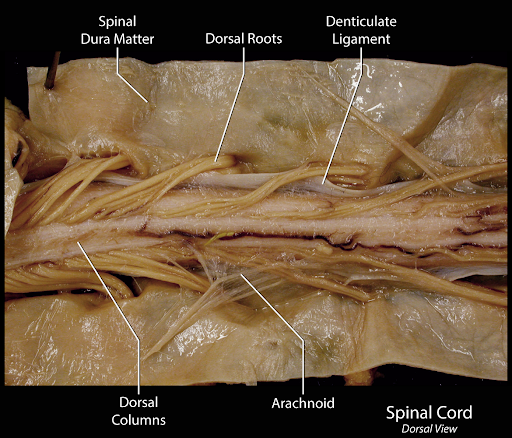 Spinal
Dura Matter
Dorsal Roots
Denticulate
Ligament
Dorsal
Columns
Arachnoid
Spinal Cord
Dorsal View